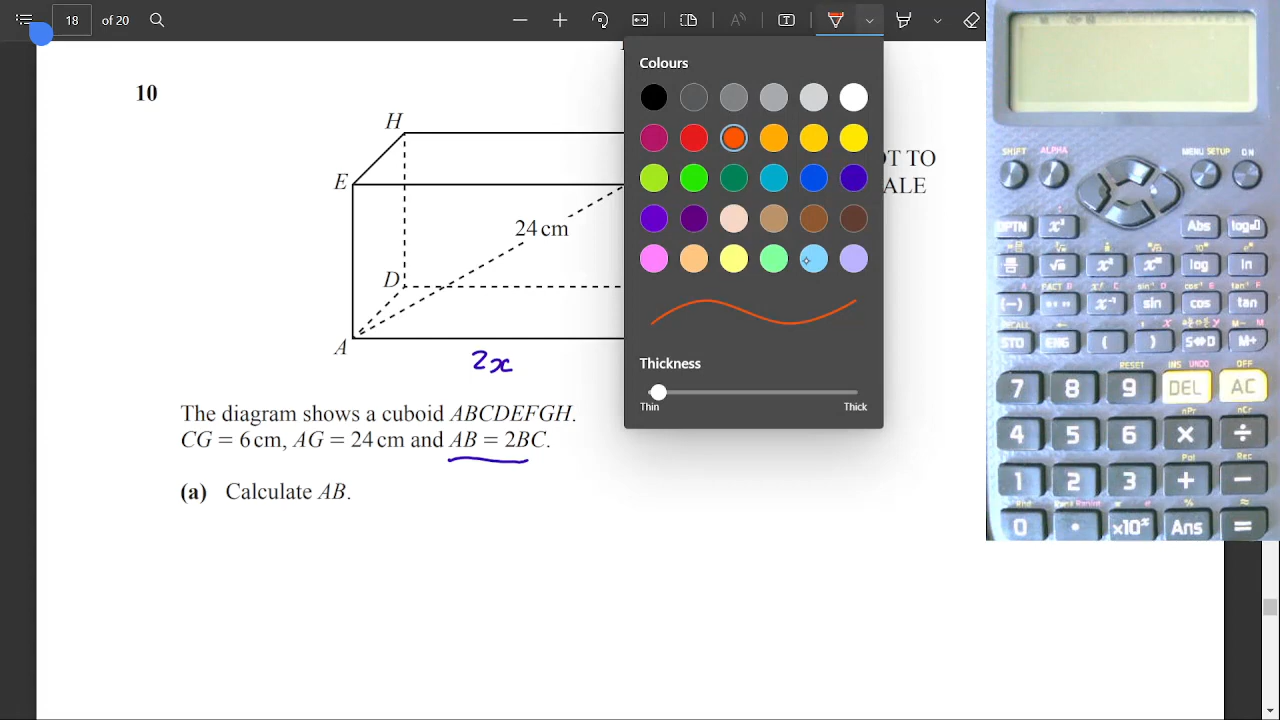 18 of 20
Colours
10
H
OT TO
E
ALE
24 cm
D
A
2x
Thickness
Thin Thick
The diagram shows a cuboid ABCDEFGH.
CG = 6 cm, AG = 24 cm and AB = 2BC.
(a) Calculate AB.
SHIFT ALPHA MENU SETUP ON
OPTN Abs
log ln
(−) sin cos tan
STO ENG ( ) S⇔D M+
7 8 9 DEL AC
4 5 6 × ÷
1 2 3 + −
0 • ×10ˣ Ans =